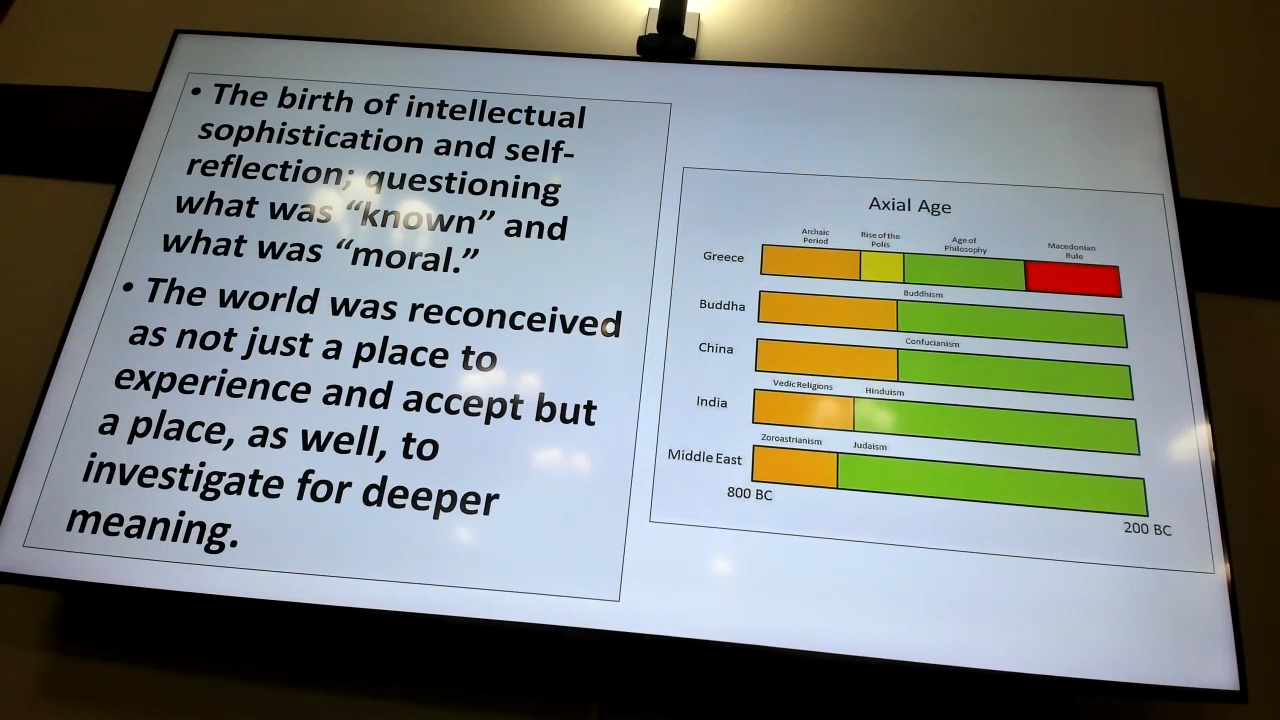 • The birth of intellectual
sophistication and self-
reflection; questioning
what was “known” and
what was “moral.”
• The world was reconceived
as not just a place to
experience and accept but
a place, as well, to
investigate for deeper
meaning.
Axial Age
Archaic
Period
Rise of the
Polis
Age of
Philosophy
Macedonian
Rule
Greece
Buddhism
Buddha
Confucianism
China
Vedic Religions
Hinduism
India
Zoroastrianism
Judaism
Middle East
800 BC
200 BC